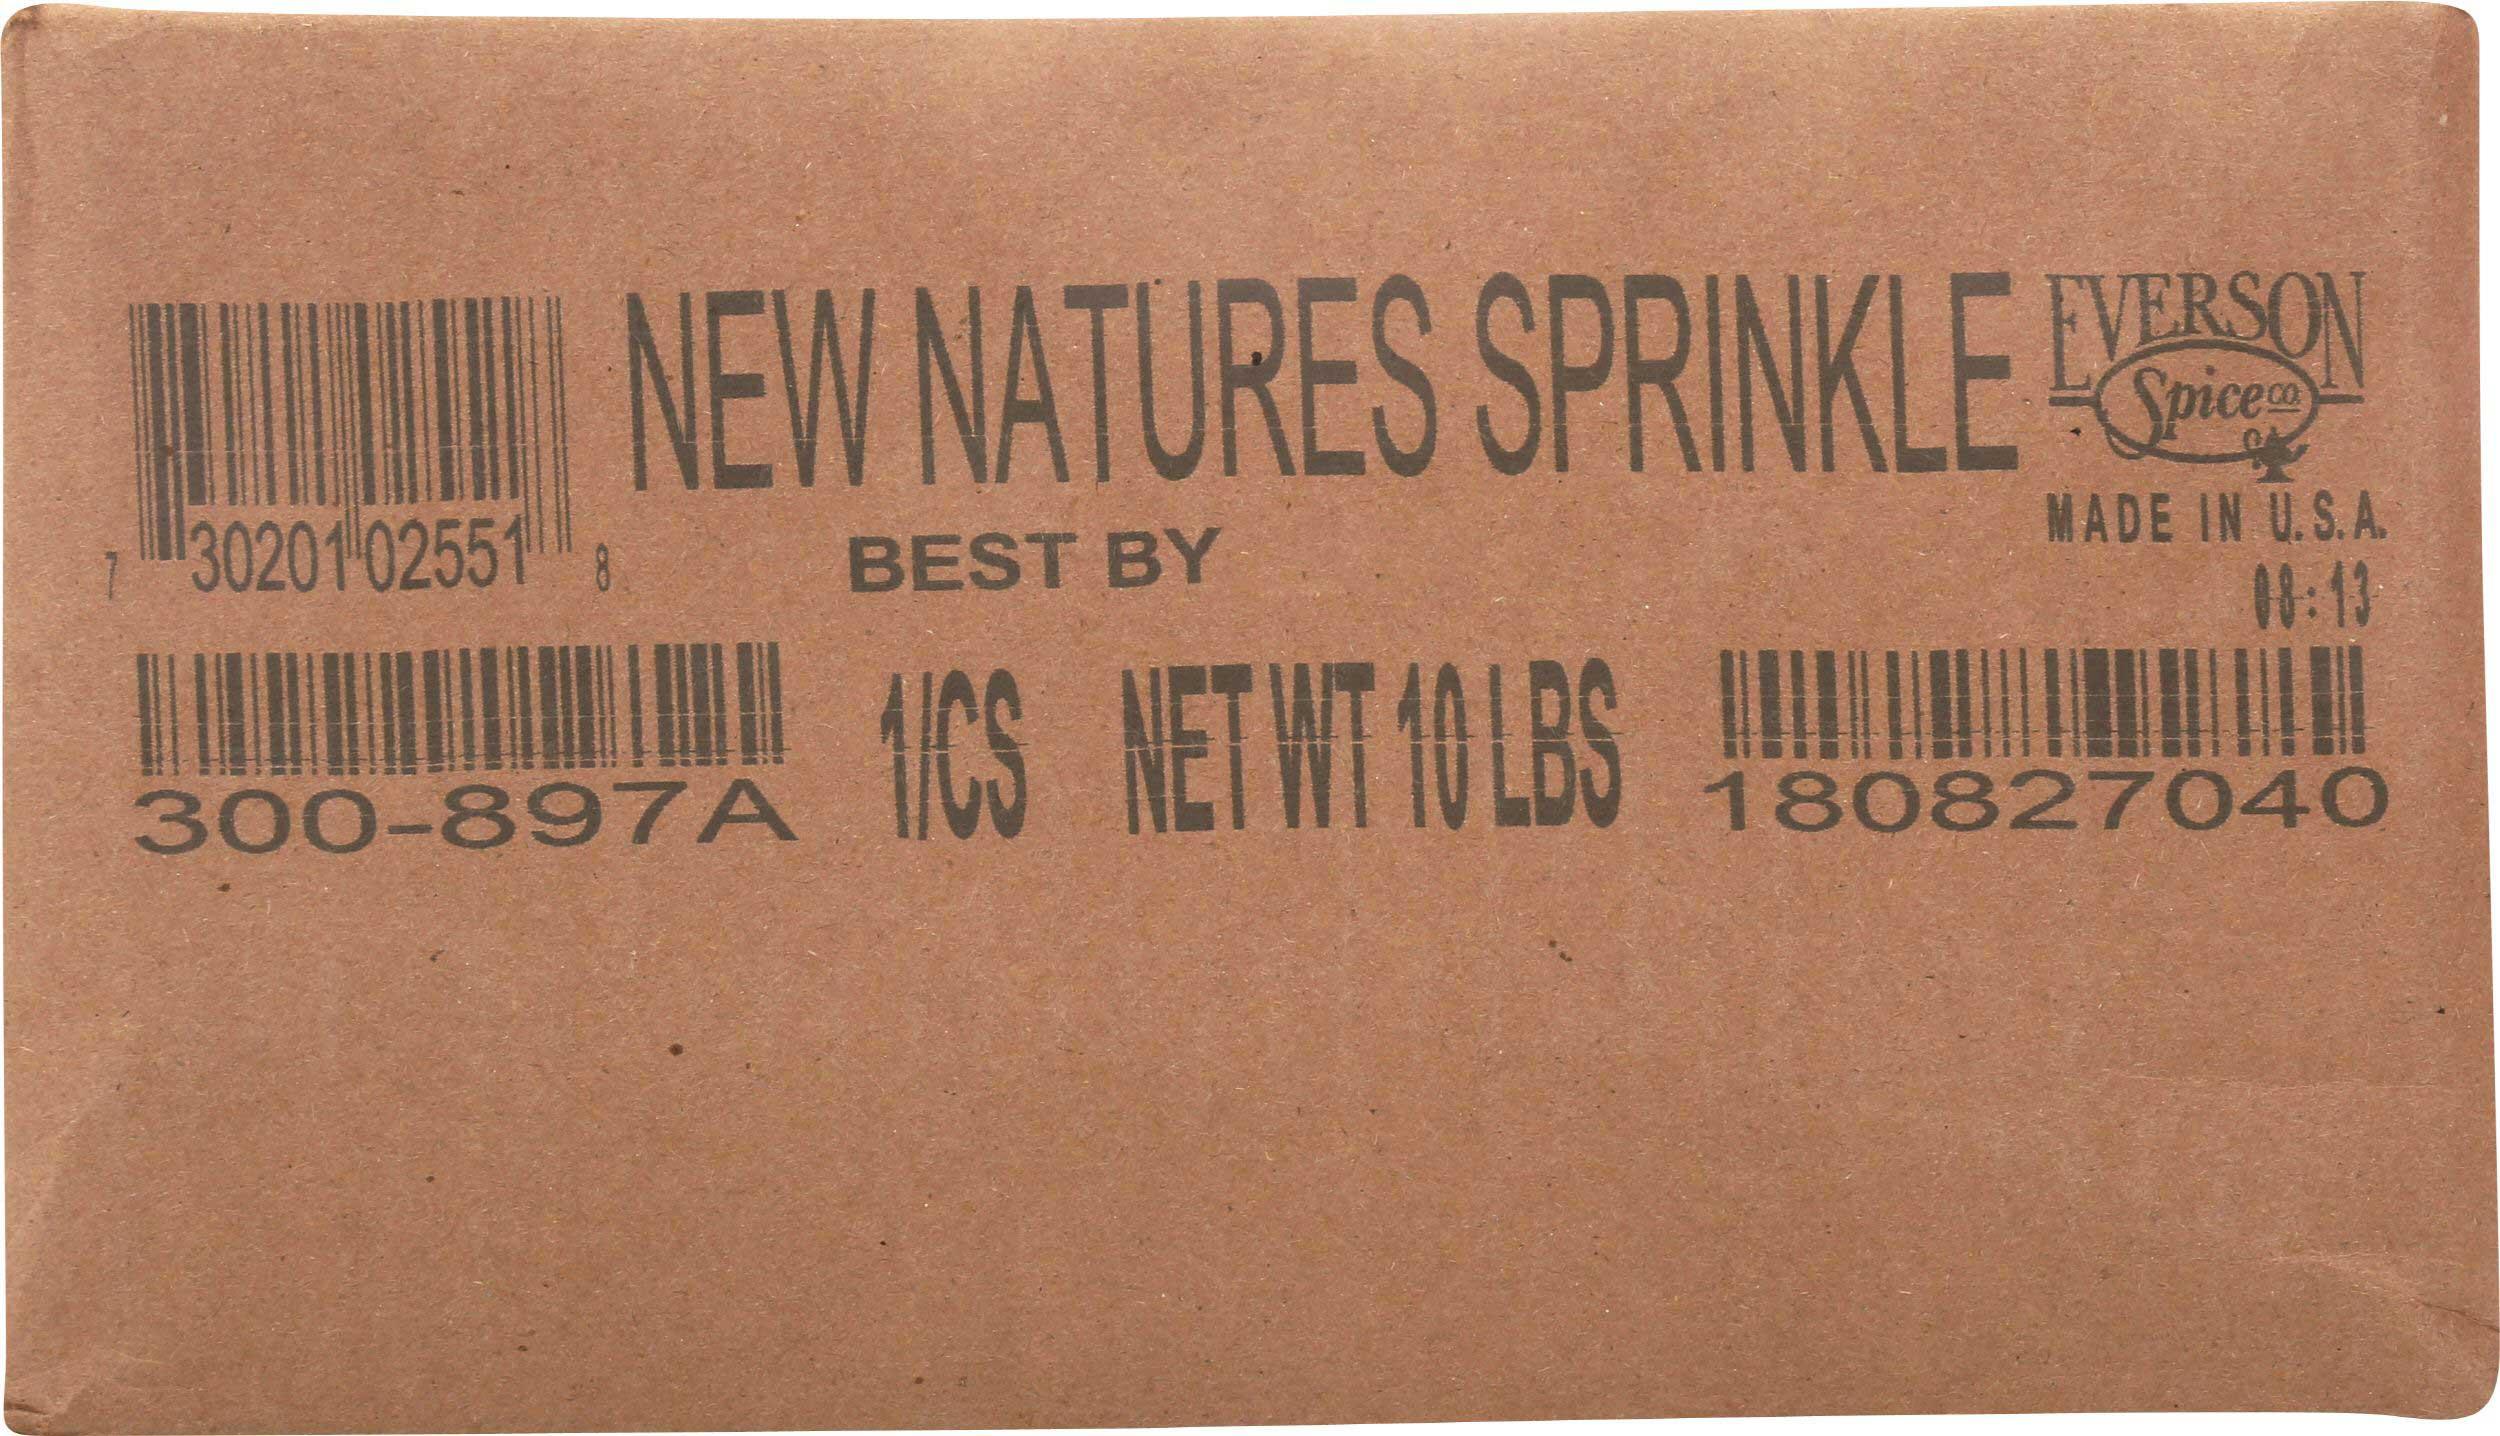 NEW NATURES SPRINKLE
EVERSON
Spice CO.
MADE IN U.S.A.
7 30201 02551 8
BEST BY
08:13
300-897A
1/CS NET WT 10 LBS
180827040